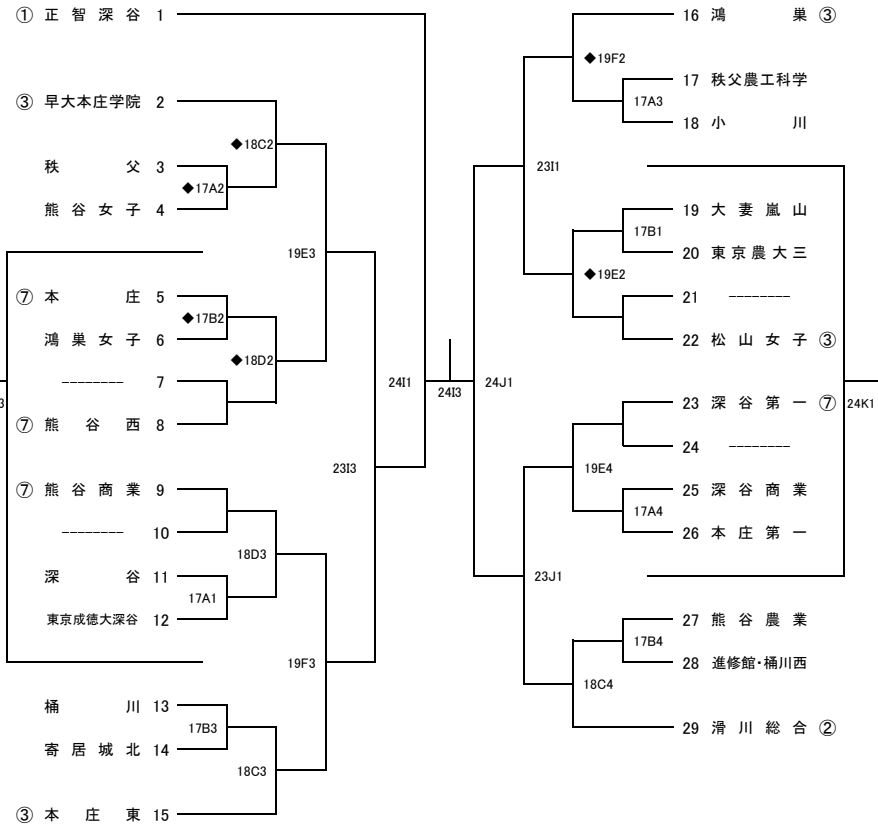 ① 正智深谷 1
③ 早大本庄学院 2
◆18C2
秩父 3
◆17A2
熊谷女子 4
19E3
⑦ 本庄 5
◆17B2
鴻巣女子 6
◆18D2
-------- 7
⑦ 熊谷西 8
24I1
3
23I3
⑦ 熊谷商業 9
-------- 10
18D3
深谷 11
17A1
東京成徳大深谷 12
19F3
桶川 13
17B3
寄居城北 14
18C3
③ 本庄東 15
24I3
16 鴻巣 ③
◆19F2
17 秩父農工科学
17A3
18 小川
23I1
19 大妻嵐山
17B1
20 東京農大三
◆19E2
21 --------
22 松山女子 ③
24J1
23 深谷第一 ⑦
24K1
24 --------
19E4
25 深谷商業
17A4
26 本庄第一
23J1
27 熊谷農業
17B4
28 進修館・桶川西
18C4
29 滑川総合 ②